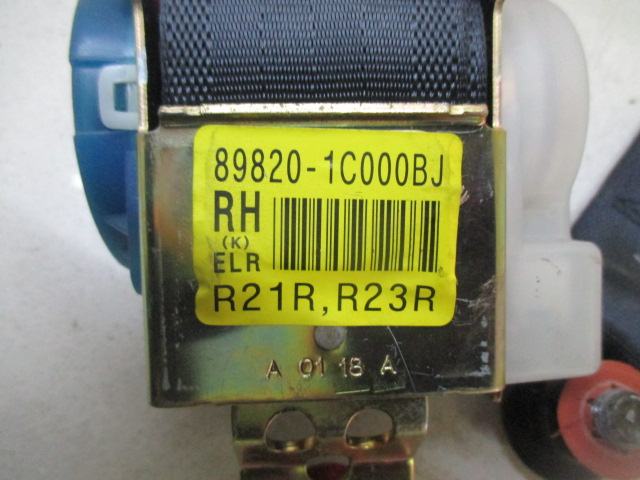 89820-1C000BJ
RH
(K)
ELR
R21R,R23R
A 01 18 A